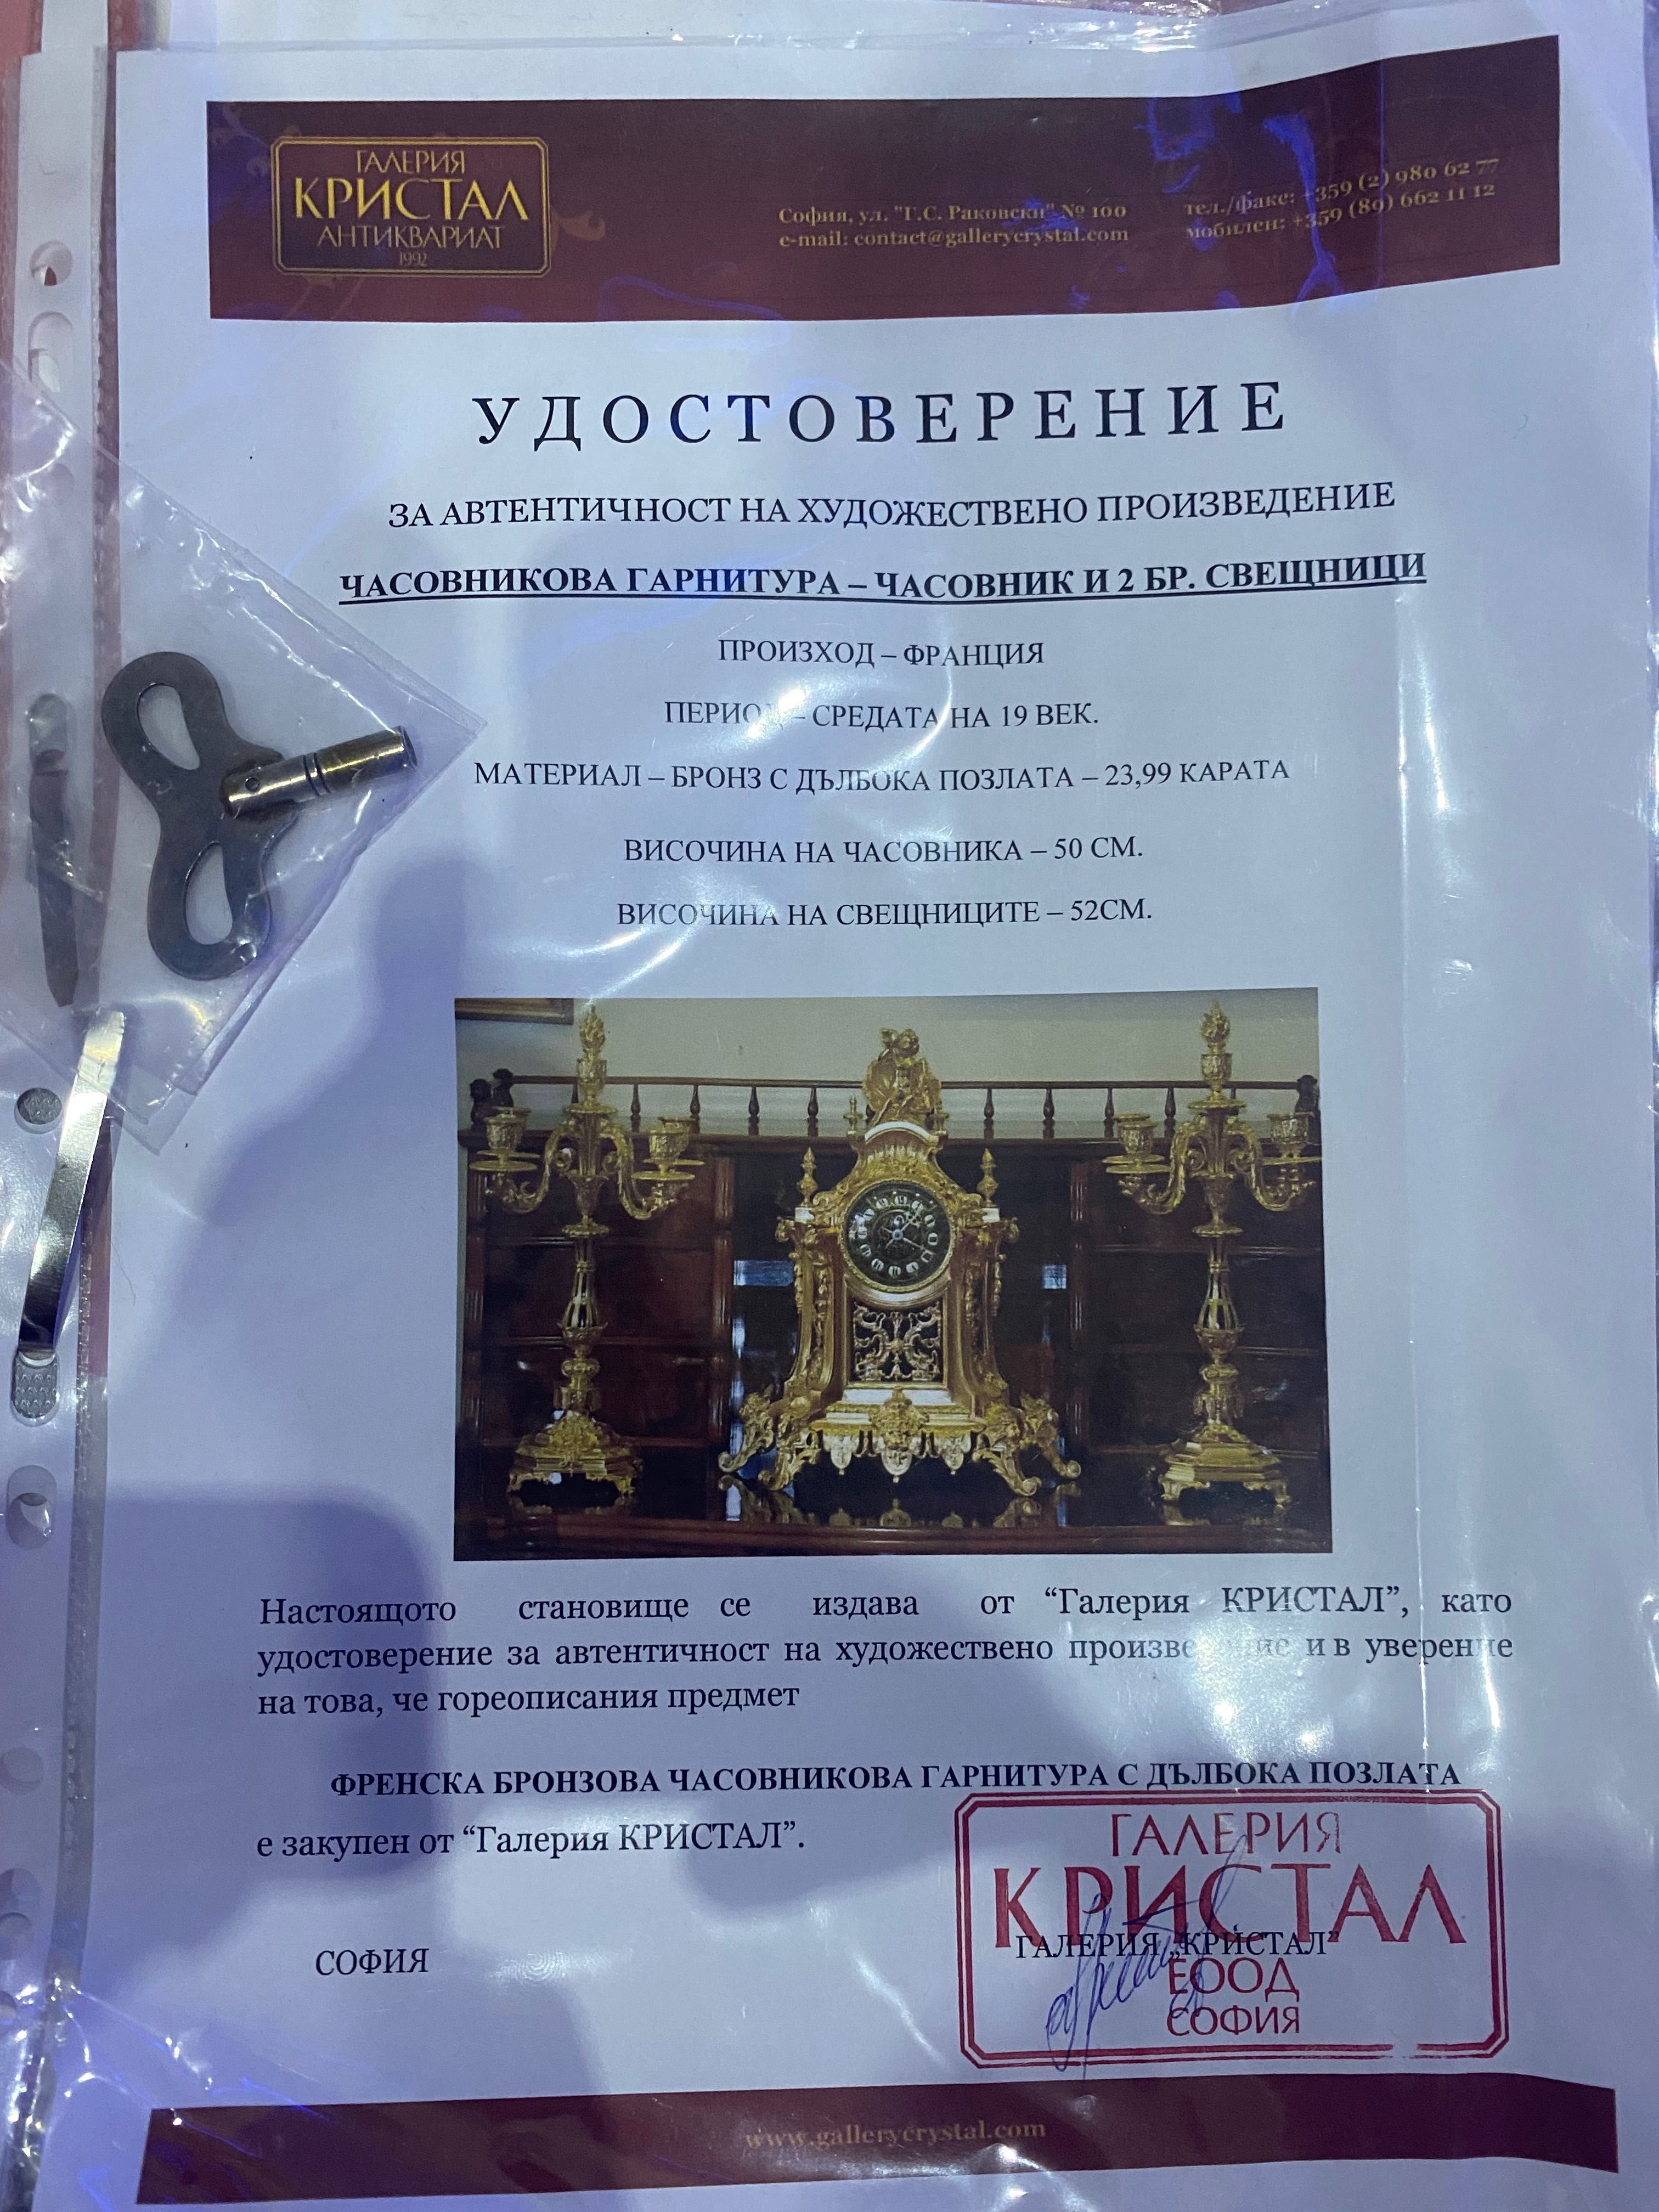 ГАЛЕРИЯ
КРИСТАЛ
АНТИКВАРИАТ
1992
София, ул. "Г.С. Раковски" № 100
e-mail: contact@gallerycrystal.com
тел./факс: +359 (2) 980 62 77
мобилен: +359 (89) 662 11 12
УДОСТОВЕРЕНИЕ
ЗА АВТЕНТИЧНОСТ НА ХУДОЖЕСТВЕНО ПРОИЗВЕДЕНИЕ
ЧАСОВНИКОВА ГАРНИТУРА – ЧАСОВНИК И 2 БР. СВЕЩНИЦИ
ПРОИЗХОД – ФРАНЦИЯ
ПЕРИОД – СРЕДАТА НА 19 ВЕК.
МАТЕРИАЛ – БРОНЗ С ДЪЛБОКА ПОЗЛАТА – 23,99 КАРАТА
ВИСОЧИНА НА ЧАСОВНИКА – 50 СМ.
ВИСОЧИНА НА СВЕЩНИЦИТЕ – 52СМ.
Настоящото становище се издава от “Галерия КРИСТАЛ”, като
удостоверение за автентичност на художествено произведение и в уверение
на това, че гореописания предмет
ФРЕНСКА БРОНЗОВА ЧАСОВНИКОВА ГАРНИТУРА С ДЪЛБОКА ПОЗЛАТА
е закупен от “Галерия КРИСТАЛ”.
ГАЛЕРИЯ
КРИСТАЛ
СОФИЯ
ГАЛЕРИЯ „КРИСТАЛ”
ЕООД
СОФИЯ
www.gallerycrystal.com